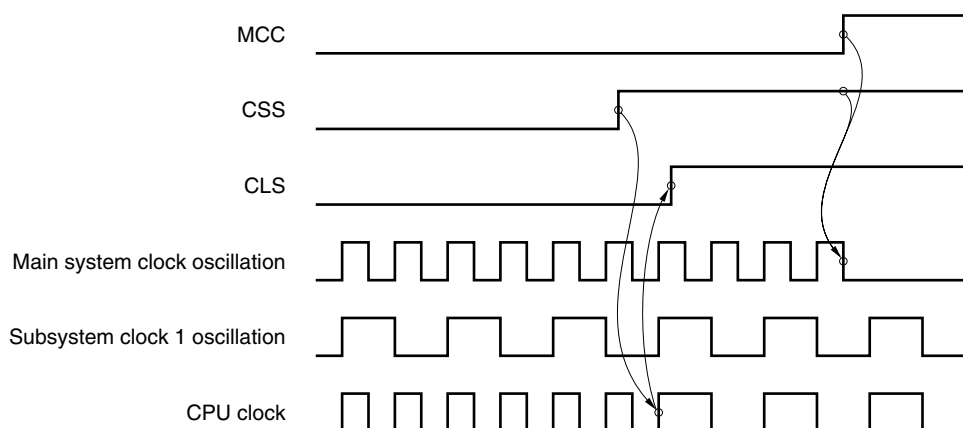 MCC
CSS
CLS
Main system clock oscillation
Subsystem clock 1 oscillation
CPU clock